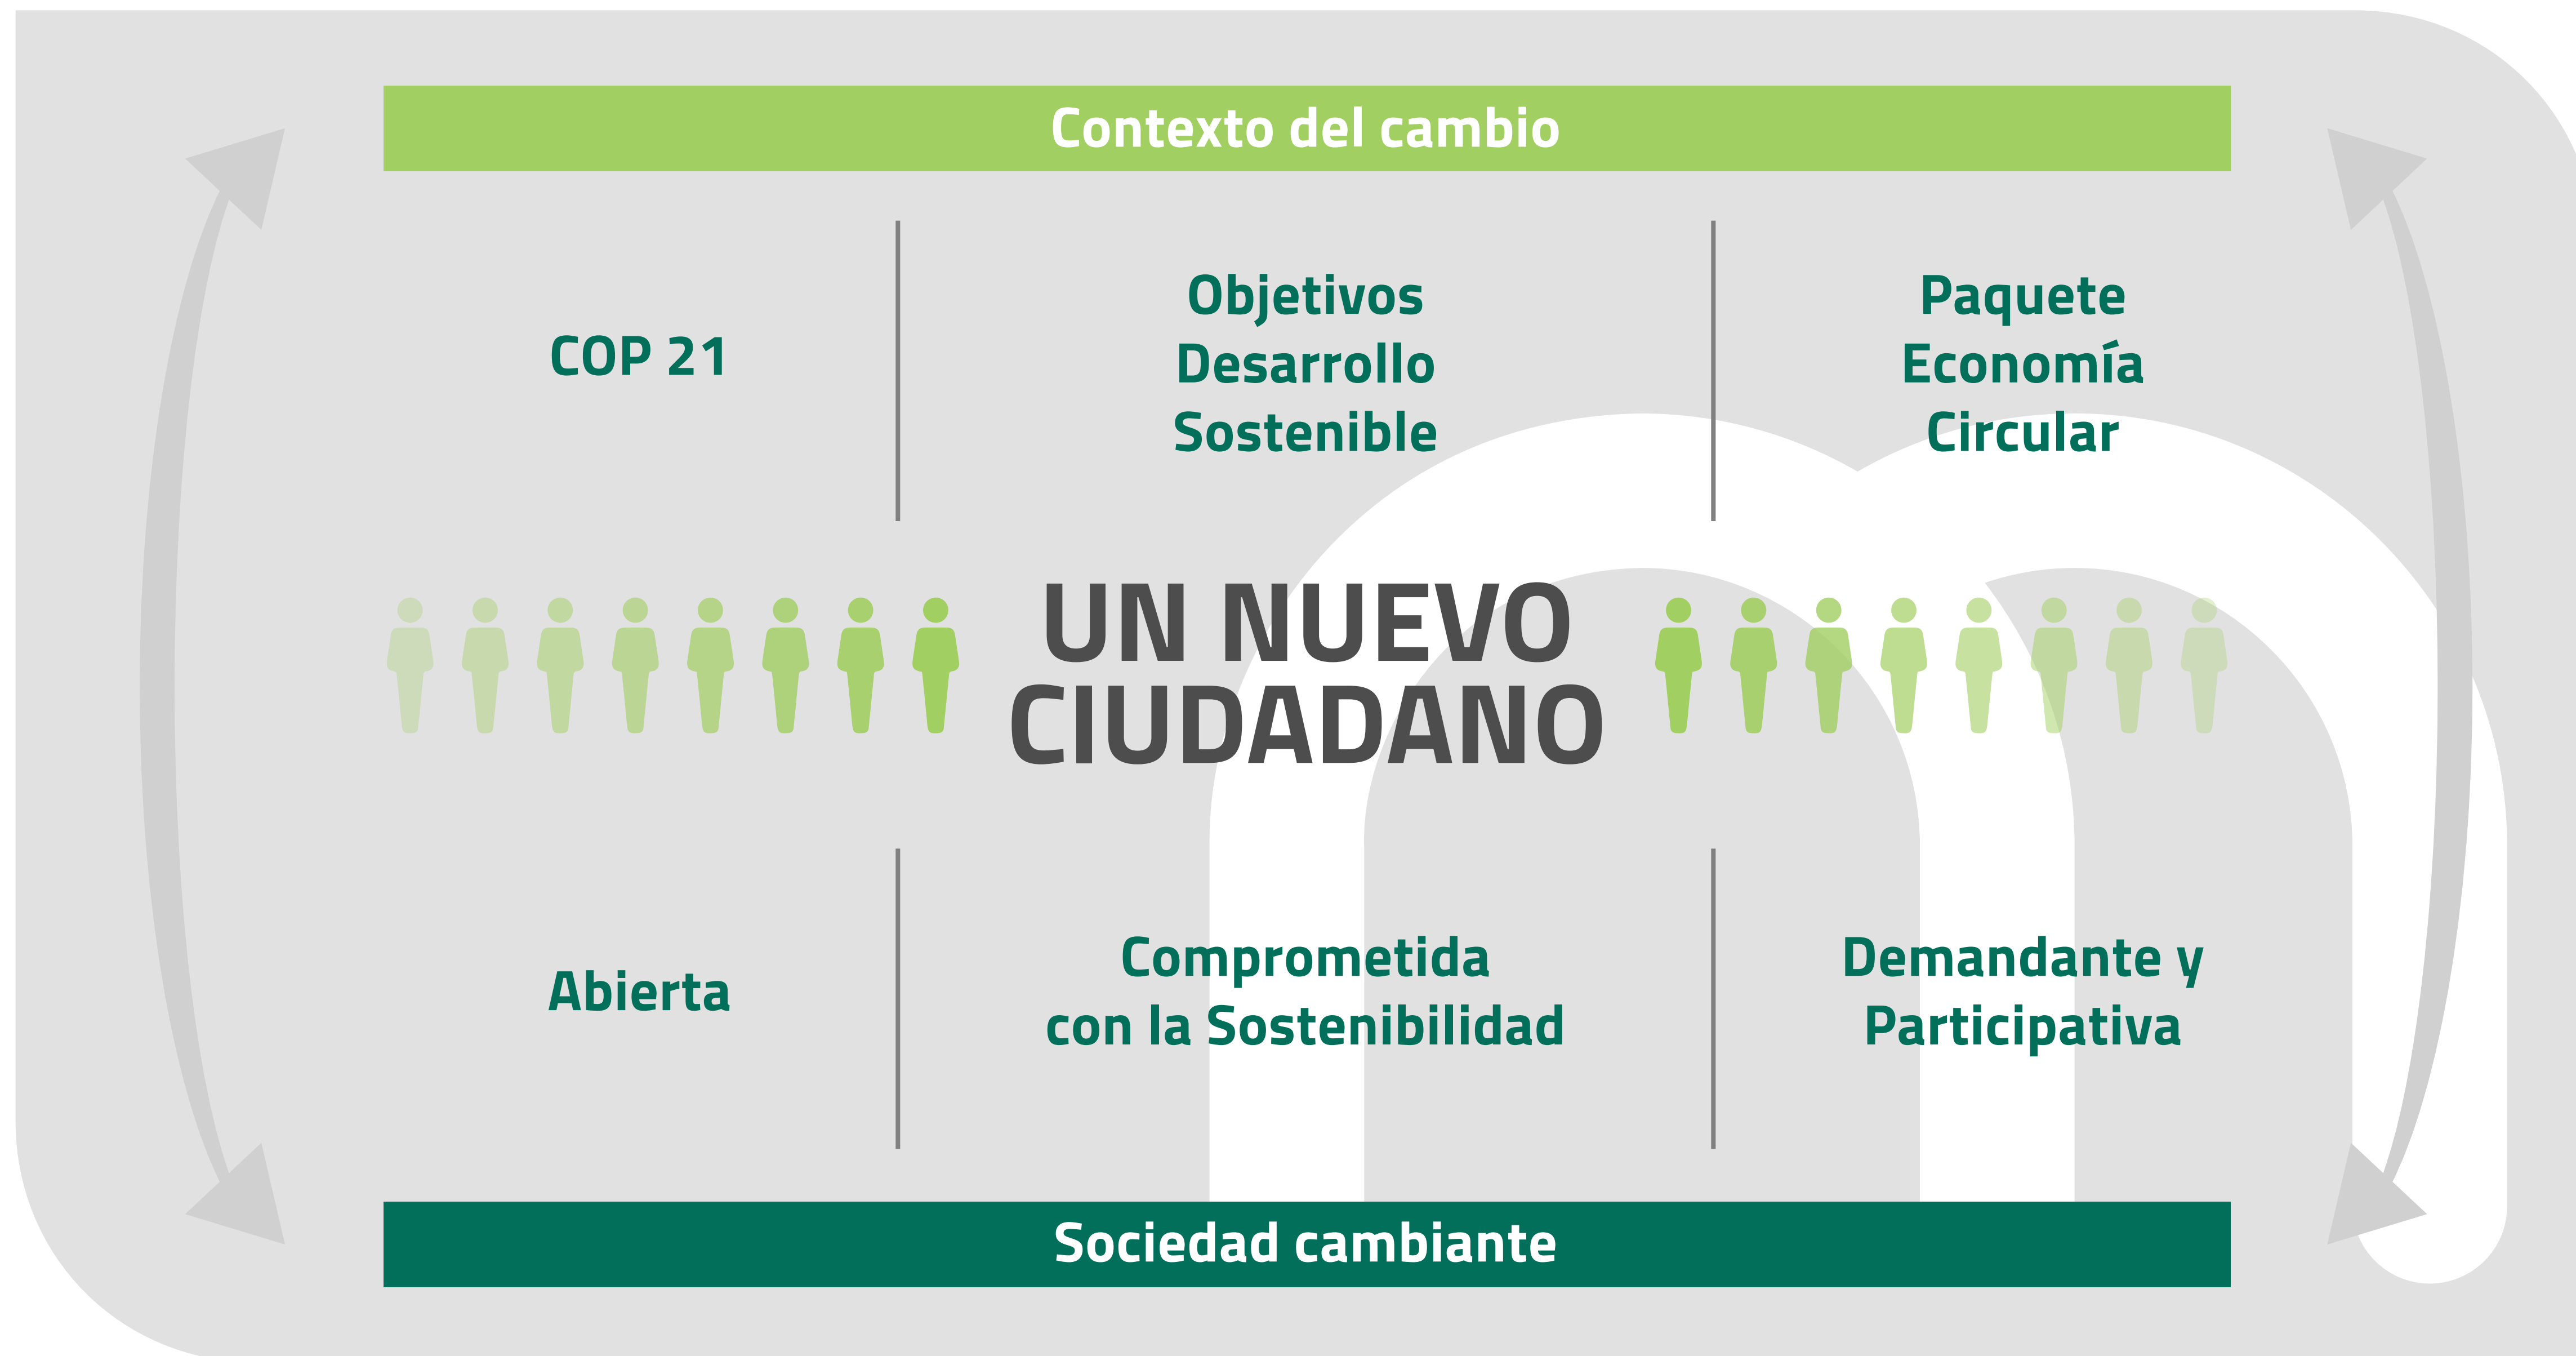 Contexto del cambio
COP 21
Objetivos
Desarrollo
Sostenible
Paquete
Economía
Circular
UN NUEVO
CIUDADANO
Abierta
Comprometida
con la Sostenibilidad
Demandante y
Participativa
Sociedad cambiante